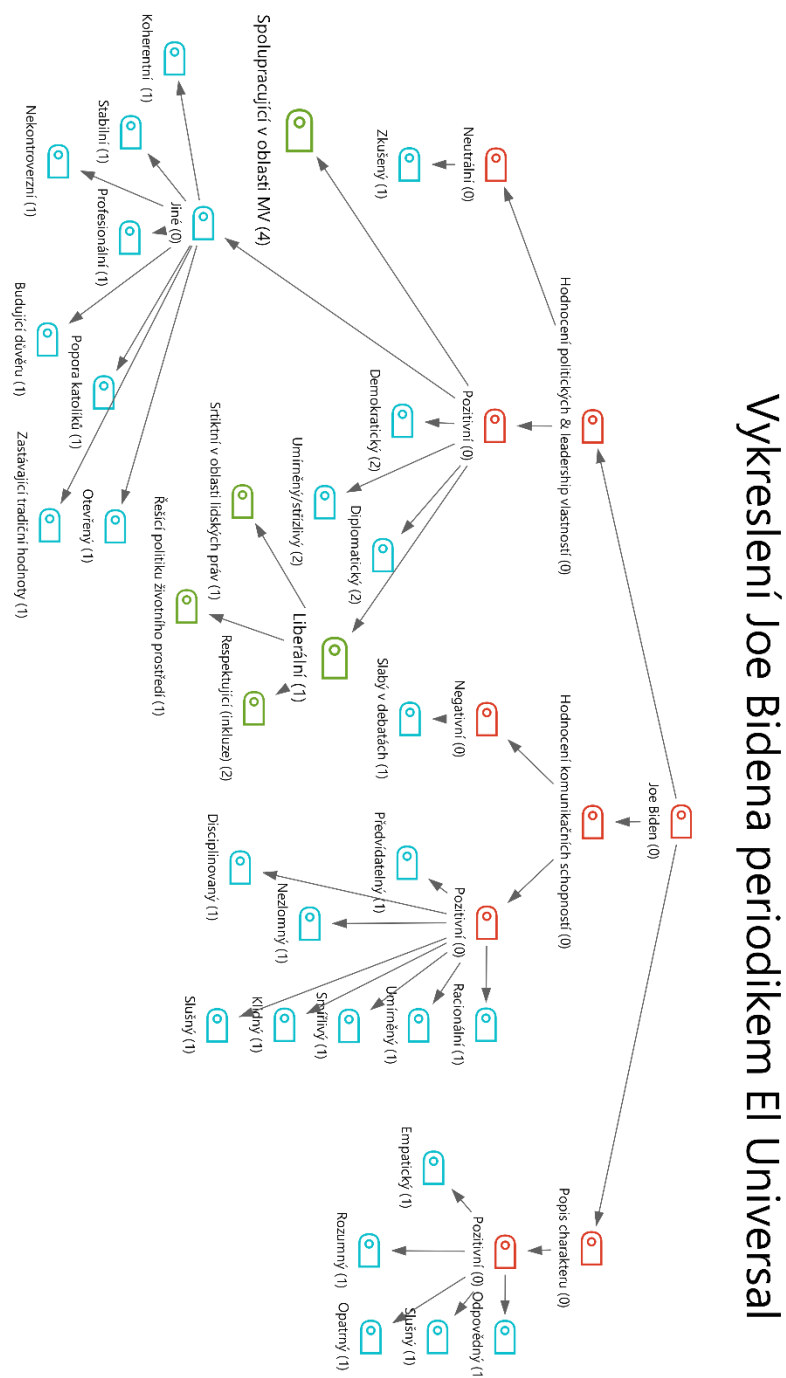 Vykreslení Joe Bidena periodikem El Universal
Joe Biden (0)
Hodnocení politických & leadership vlastností (0)
Hodnocení komunikačních schopností (0)
Popis charakteru (0)
Neutrální (0)
Pozitivní (0)
Negativní (0)
Pozitivní (0)
Pozitivní (0)
Zkušený (1)
Spolupracující v oblasti MV (4)
Jiné (0)
Demokratický (2)
Umírněný/střízlivý (2)
Diplomatický (2)
Liberální (1)
Koherentní (1)
Stabilní (1)
Nekontroverzní (1)
Profesionální (1)
Budující důvěru (1)
Popora katolíků (1)
Zastávající tradiční hodnoty (1)
Otevřený (1)
Srtiktní v oblasti lidských práv (1)
Řešící politiku životního prostředí (1)
Respektující (inkluze) (2)
Slabý v debatách (1)
Předvídatelný (1)
Disciplinovaný (1)
Nezlomný (1)
Slušný (1)
Klidný (1)
Smířlivý (1)
Umírněný (1)
Racionální (1)
Empatický (1)
Rozumný (1)
Opatrný (1)
Slušný (1)
Odpovědný (1)